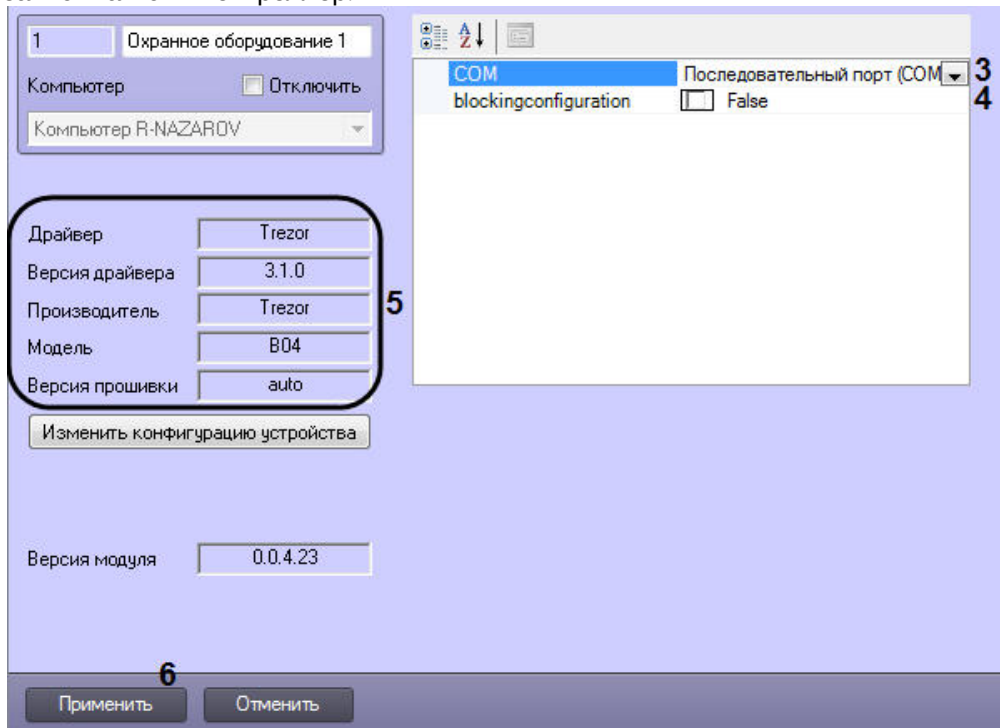 1 Охранное оборудование 1
Компьютер Отключить
Компьютер R-NAZAROV
Драйвер Trezor
Версия драйвера 3.1.0
Производитель Trezor
Модель B04
Версия прошивки auto
5
Изменить конфигурацию устройства
Версия модуля 0.0.4.23
COM Последовательный порт (COM 3
blockingconfiguration False 4
6
Применить Отменить